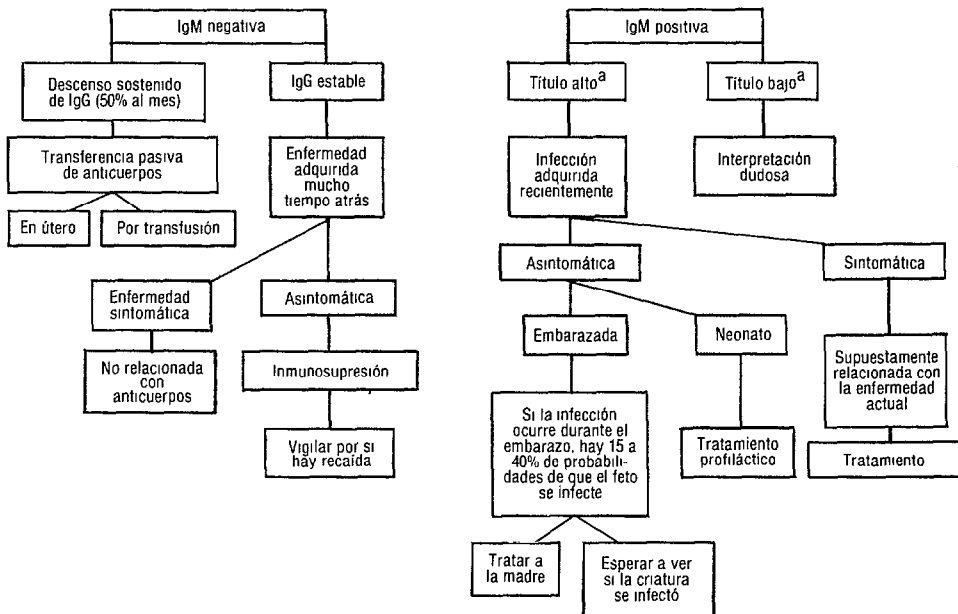 IgM negativa
Descenso sostenido
de IgG (50% al mes)
IgG estable
Transferencia pasiva
de anticuerpos
Enfermedad
adquirida
mucho
tiempo atrás
En útero
Por transfusión
Enfermedad
sintomática
Asintomática
No relacionada
con
anticuerpos
Inmunosupresión
Vigilar por si
hay recaída
IgM positiva
Título alto^a
Título bajo^a
Infección
adquirida
recientemente
Interpretación
dudosa
Asintomática
Sintomática
Embarazada
Neonato
Supuestamente
relacionada con
la enfermedad
actual
Si la infección
ocurre durante el
embarazo, hay 15 a
40% de probabili-
dades de que el feto
se infecte
Tratamiento
profiláctico
Tratamiento
Tratar a
la madre
Esperar a ver
si la criatura
se infectó